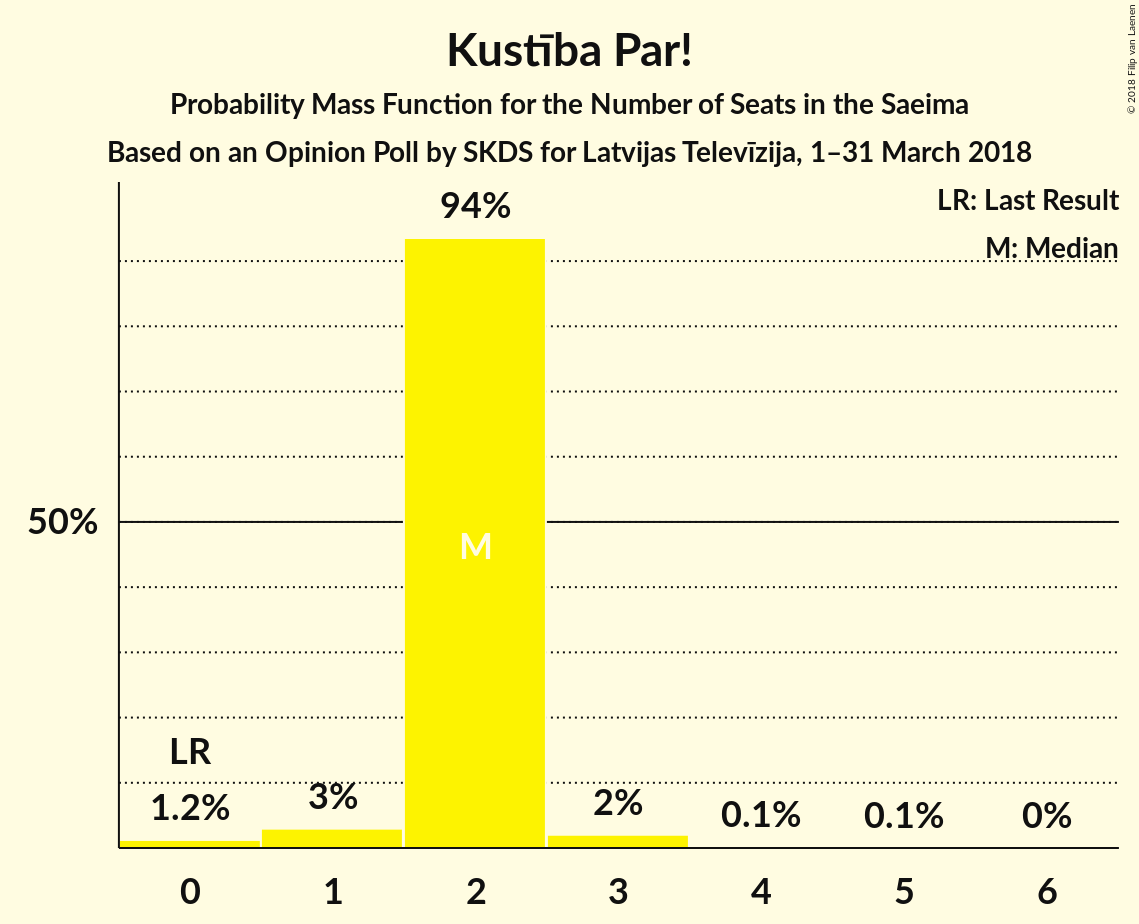 Kustība Par!
Probability Mass Function for the Number of Seats in the Saeima
Based on an Opinion Poll by SKDS for Latvijas Televīzija, 1–31 March 2018
© 2018 Filip van Laenen
LR: Last Result
M: Median
94%
50%
M
LR
1.2%
3%
2%
0.1%
0.1%
0%
0 1 2 3 4 5 6